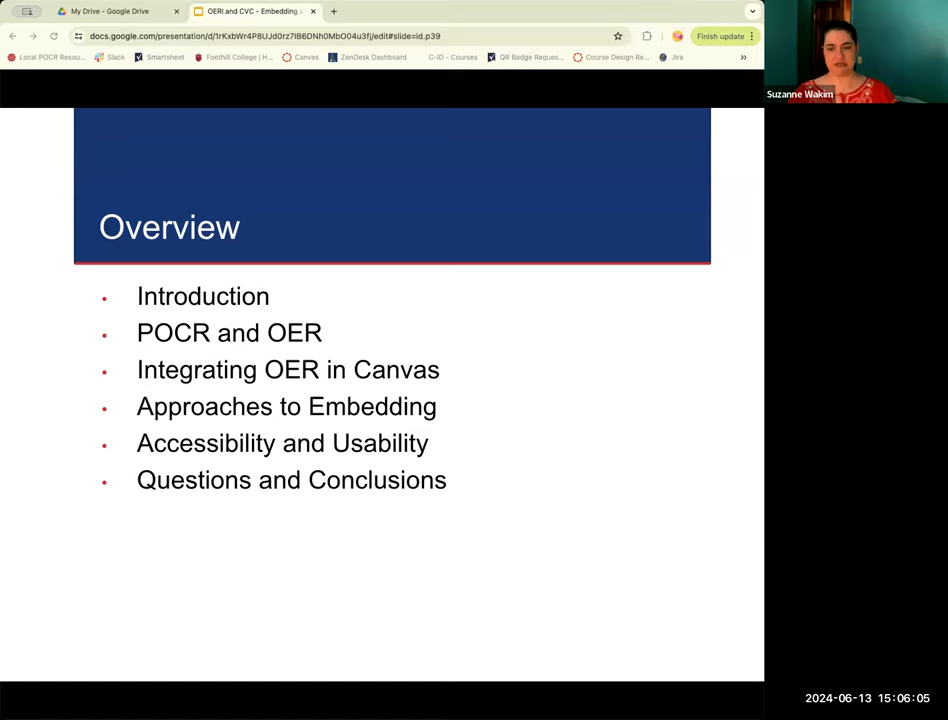 My Drive - Google Drive
OERI and CVC - Embedding a
docs.google.com/presentation/d/1rKxbWr4P8UJd0rz7lB6DNh0MbO04u3fj/edit#slide=id.p39
Finish update
Local POCR Resou...
Slack
Smartsheet
Foothill College | H...
Canvas
ZenDesk Dashboard
C-ID - Courses
QR Badge Reques...
Course Design Re...
Jira
Suzanne Wakim
Overview
• Introduction
• POCR and OER
• Integrating OER in Canvas
• Approaches to Embedding
• Accessibility and Usability
• Questions and Conclusions
2024-06-13 15:06:05